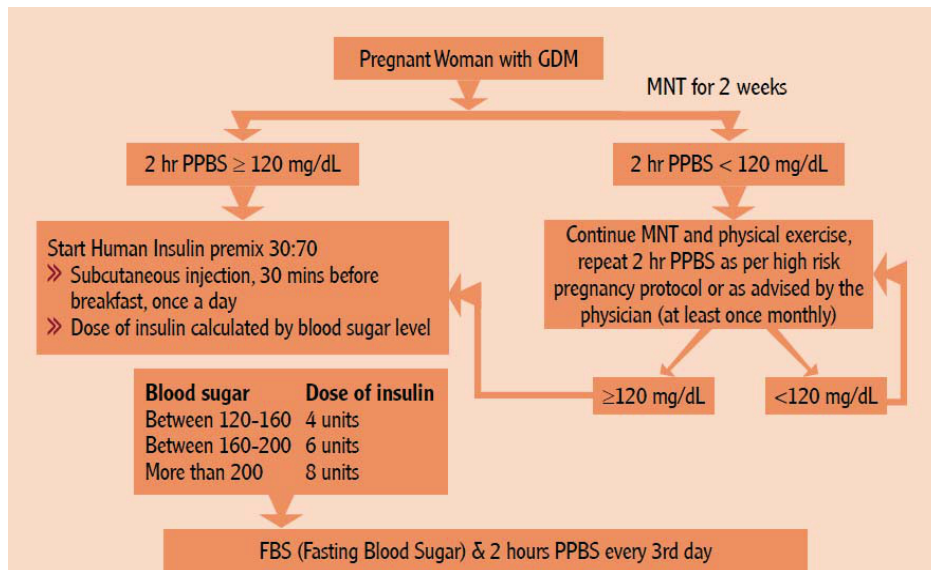 Pregnant Woman with GDM
MNT for 2 weeks
2 hr PPBS ≥ 120 mg/dL
2 hr PPBS < 120 mg/dL
Start Human Insulin premix 30:70
» Subcutaneous injection, 30 mins before
breakfast, once a day
» Dose of insulin calculated by blood sugar level
Continue MNT and physical exercise,
repeat 2 hr PPBS as per high risk
pregnancy protocol or as advised by the
physician (at least once monthly)
≥120 mg/dL
<120 mg/dL
Blood sugar Dose of insulin
Between 120-160 4 units
Between 160-200 6 units
More than 200 8 units
FBS (Fasting Blood Sugar) & 2 hours PPBS every 3rd day